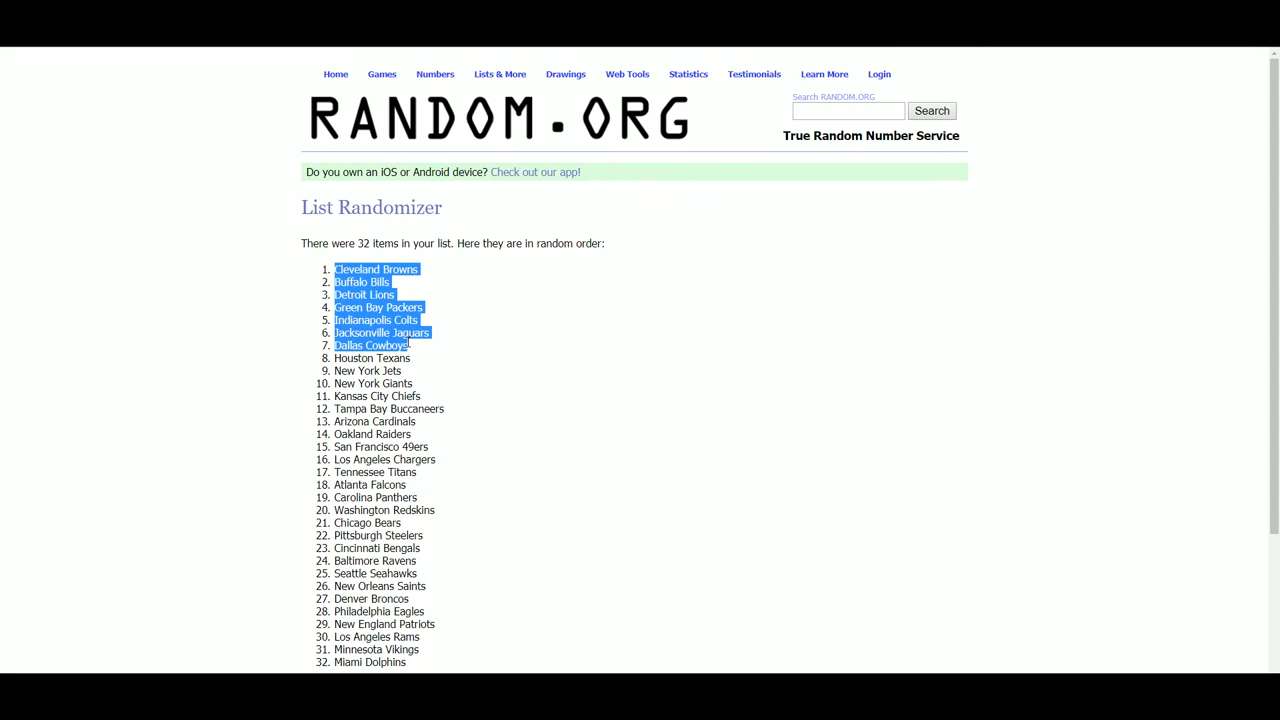 Home Games Numbers Lists & More Drawings Web Tools Statistics Testimonials Learn More Login
RANDOM.ORG
Search RANDOM.ORG
Search
True Random Number Service
Do you own an iOS or Android device? Check out our app!
List Randomizer
There were 32 items in your list. Here they are in random order:
1. Cleveland Browns
2. Buffalo Bills
3. Detroit Lions
4. Green Bay Packers
5. Indianapolis Colts
6. Jacksonville Jaguars
7. Dallas Cowboys
8. Houston Texans
9. New York Jets
10. New York Giants
11. Kansas City Chiefs
12. Tampa Bay Buccaneers
13. Arizona Cardinals
14. Oakland Raiders
15. San Francisco 49ers
16. Los Angeles Chargers
17. Tennessee Titans
18. Atlanta Falcons
19. Carolina Panthers
20. Washington Redskins
21. Chicago Bears
22. Pittsburgh Steelers
23. Cincinnati Bengals
24. Baltimore Ravens
25. Seattle Seahawks
26. New Orleans Saints
27. Denver Broncos
28. Philadelphia Eagles
29. New England Patriots
30. Los Angeles Rams
31. Minnesota Vikings
32. Miami Dolphins